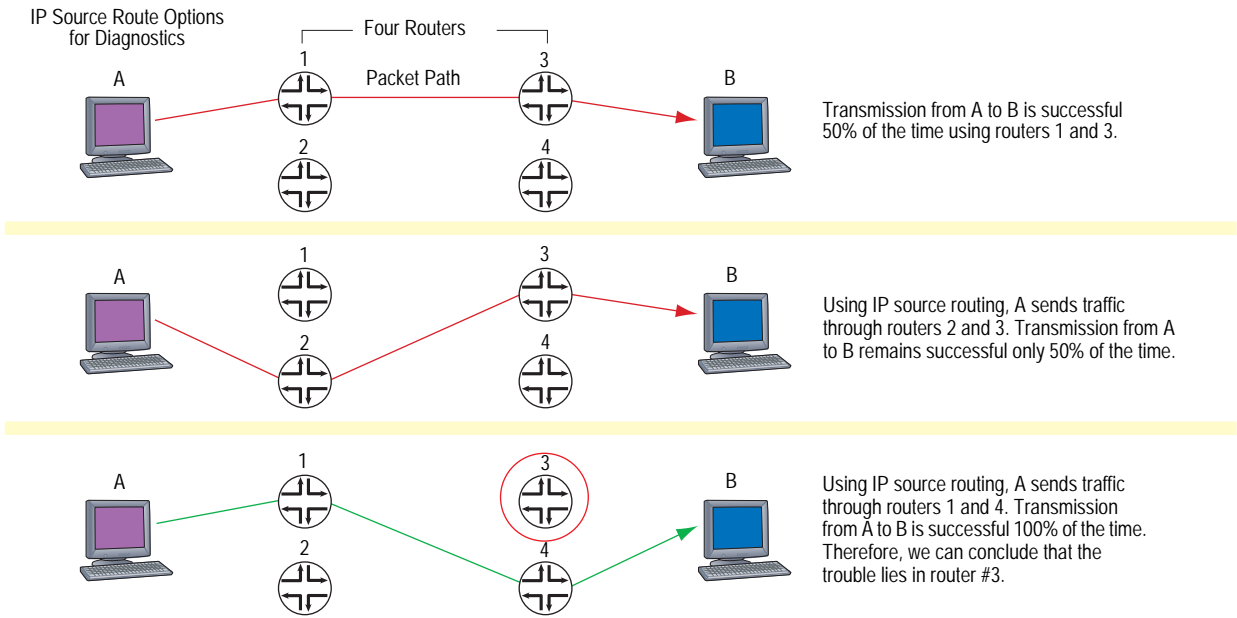 IP Source Route Options
for Diagnostics
Four Routers
A
1
Packet Path
3
B
2
4
Transmission from A to B is successful
50% of the time using routers 1 and 3.
A
1
3
B
2
4
Using IP source routing, A sends traffic
through routers 2 and 3. Transmission from A
to B remains successful only 50% of the time.
A
1
3
B
2
4
Using IP source routing, A sends traffic
through routers 1 and 4. Transmission
from A to B is successful 100% of the time.
Therefore, we can conclude that the
trouble lies in router #3.